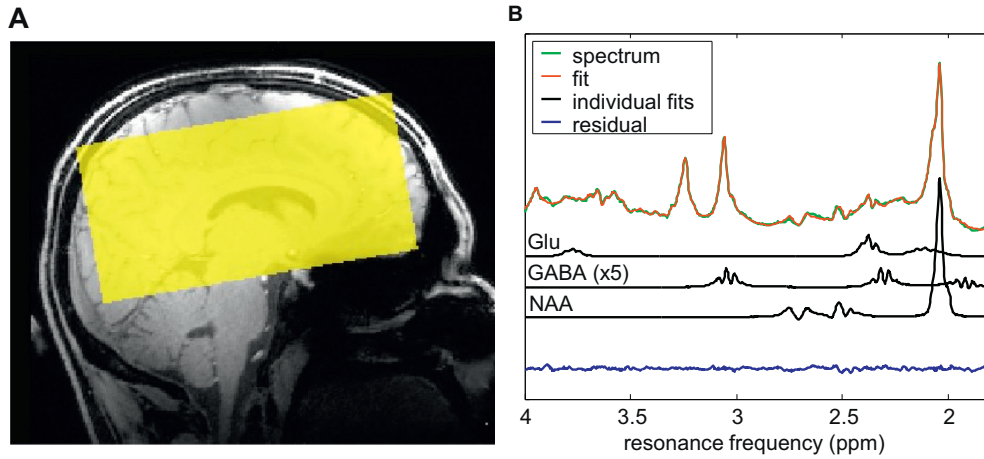 A
B
spectrum
fit
individual fits
residual
Glu
GABA (x5)
NAA
4
3.5
3
2.5
2
resonance frequency (ppm)